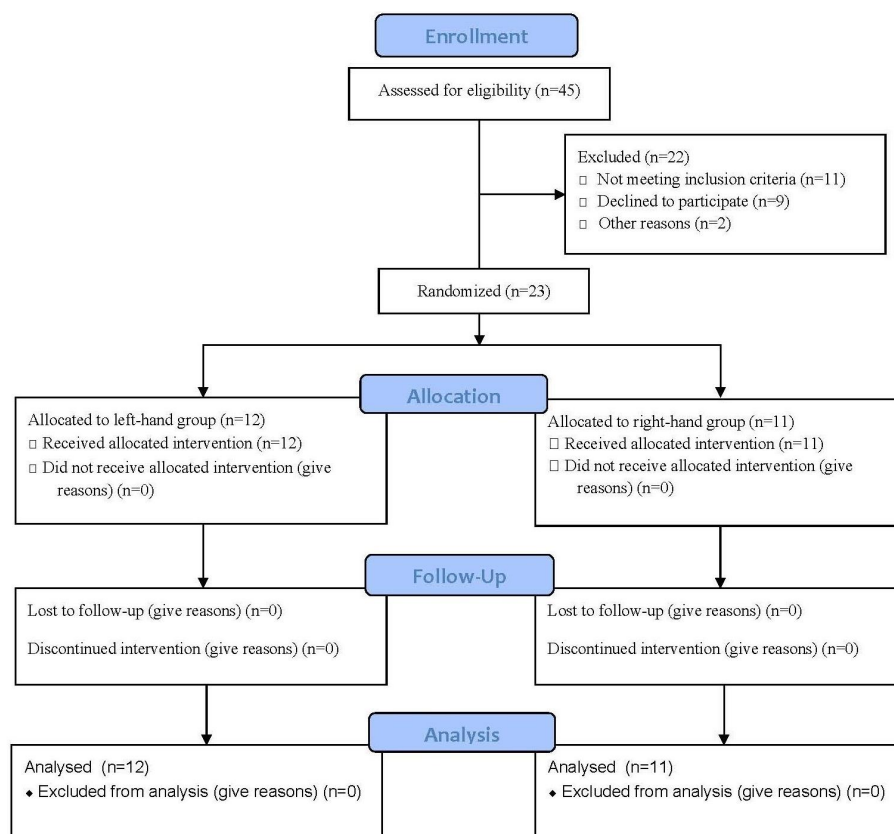 Enrollment
Assessed for eligibility (n=45)
Excluded (n=22)
□ Not meeting inclusion criteria (n=11)
□ Declined to participate (n=9)
□ Other reasons (n=2)
Randomized (n=23)
Allocation
Allocated to left-hand group (n=12)
□ Received allocated intervention (n=12)
□ Did not receive allocated intervention (give
reasons) (n=0)
Allocated to right-hand group (n=11)
□ Received allocated intervention (n=11)
□ Did not receive allocated intervention (give
reasons) (n=0)
Follow-Up
Lost to follow-up (give reasons) (n=0)
Discontinued intervention (give reasons) (n=0)
Lost to follow-up (give reasons) (n=0)
Discontinued intervention (give reasons) (n=0)
Analysis
Analysed (n=12)
◆ Excluded from analysis (give reasons) (n=0)
Analysed (n=11)
◆ Excluded from analysis (give reasons) (n=0)